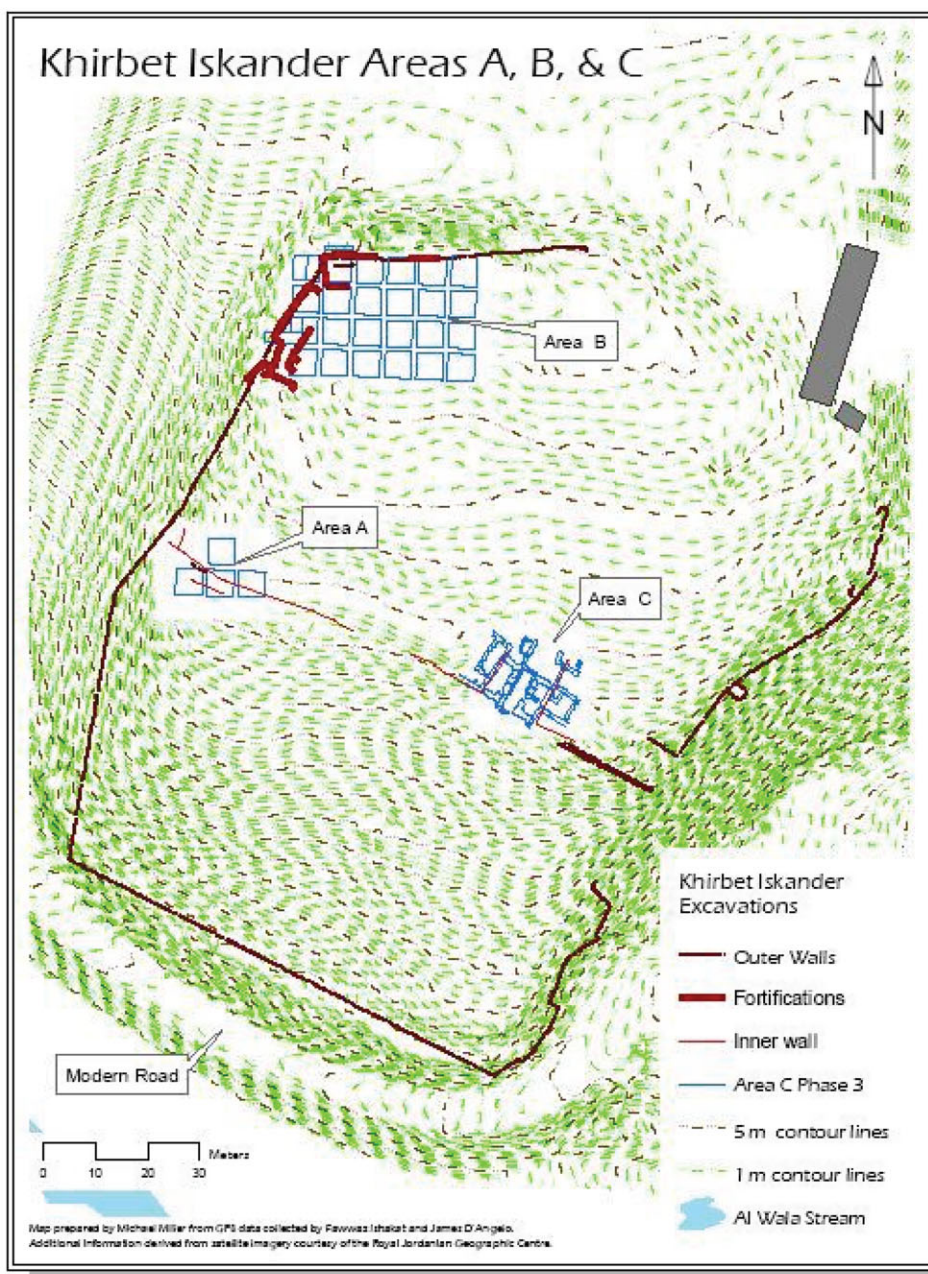 Khirbet Iskander Areas A, B, & C
N
Area B
Area A
Area C
Khirbet Iskander
Excavations
Outer Walls
Fortifications
Inner wall
Area C Phase 3
5 m contour lines
1 m contour lines
Al Wala Stream
Modern Road
Meters
0 10 20 30
Map prepared by Michael Miller from GPS data collected by Fawwaz Ishakat and James D'Angelo.
Additional information derived from satellite imagery courtesy of the Royal Jordanian Geographic Centre.